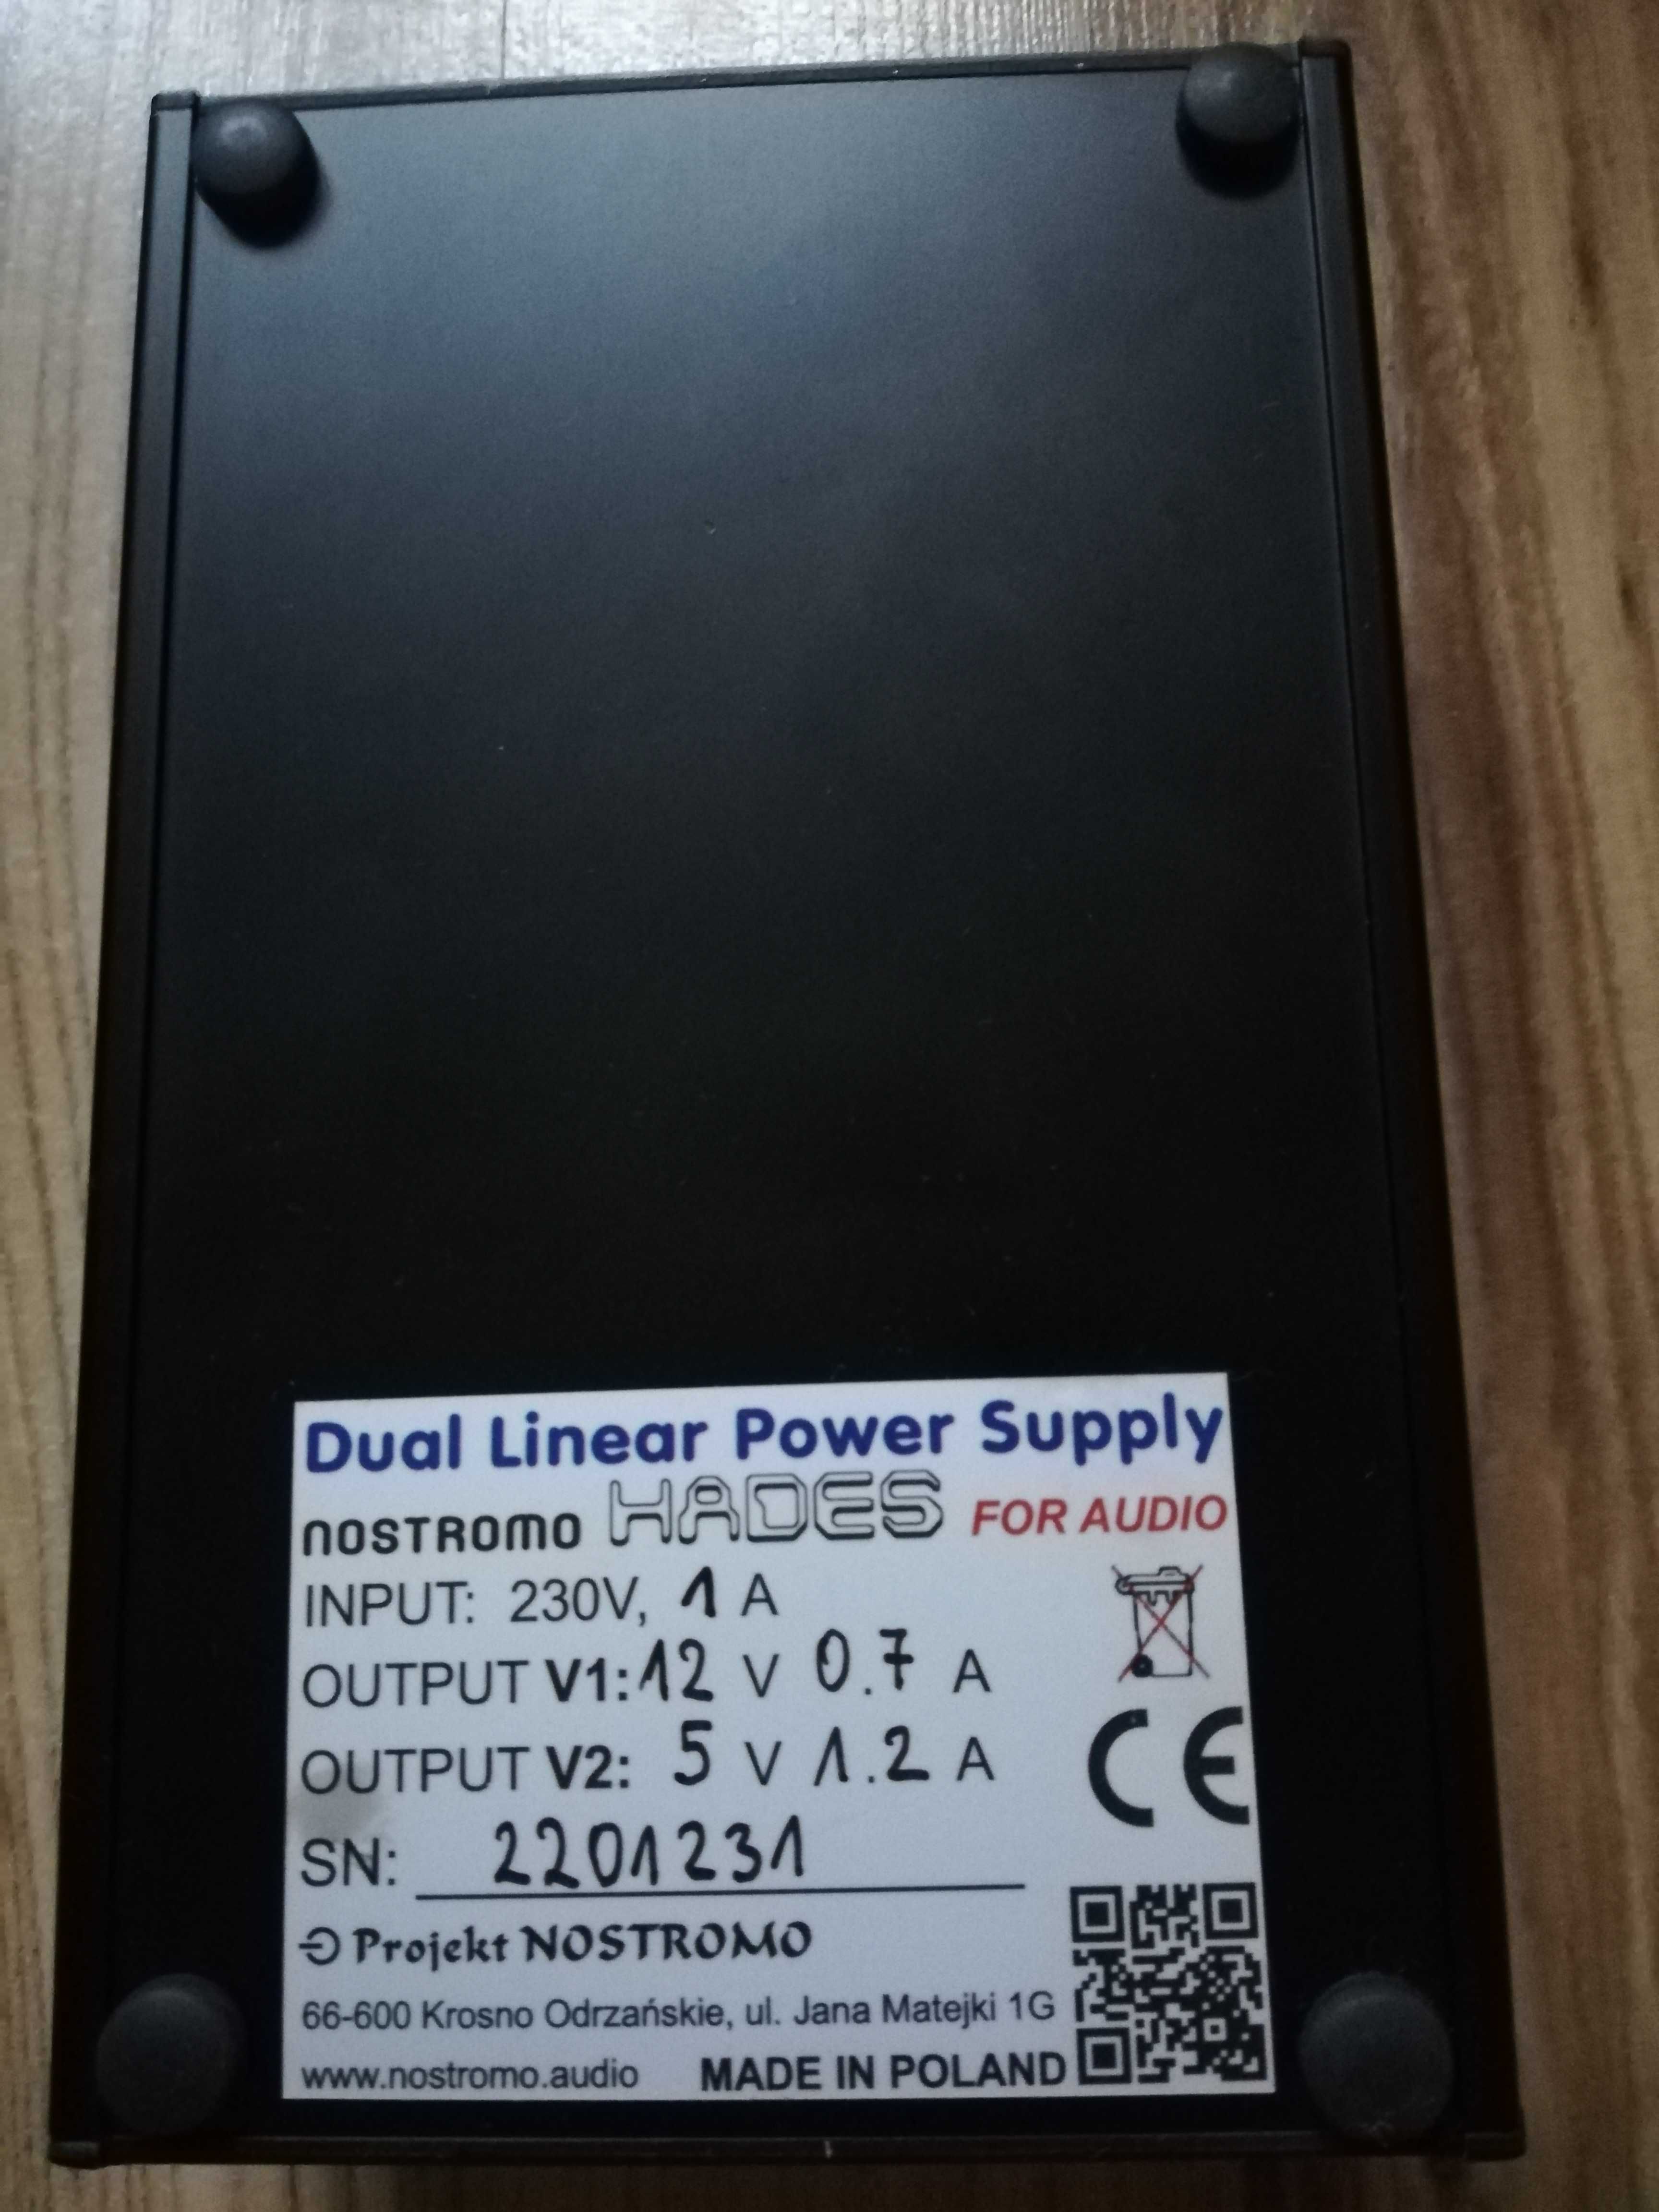 Dual Linear Power Supply
NOSTROMO HADES FOR AUDIO
INPUT: 230V, 1 A
OUTPUT V1: 12 V 0.7 A
OUTPUT V2: 5 V 1.2 A
SN: 2201231
Projekt NOSTROMO
66-600 Krosno Odrzańskie, ul. Jana Matejki 1G
www.nostromo.audio MADE IN POLAND
CE